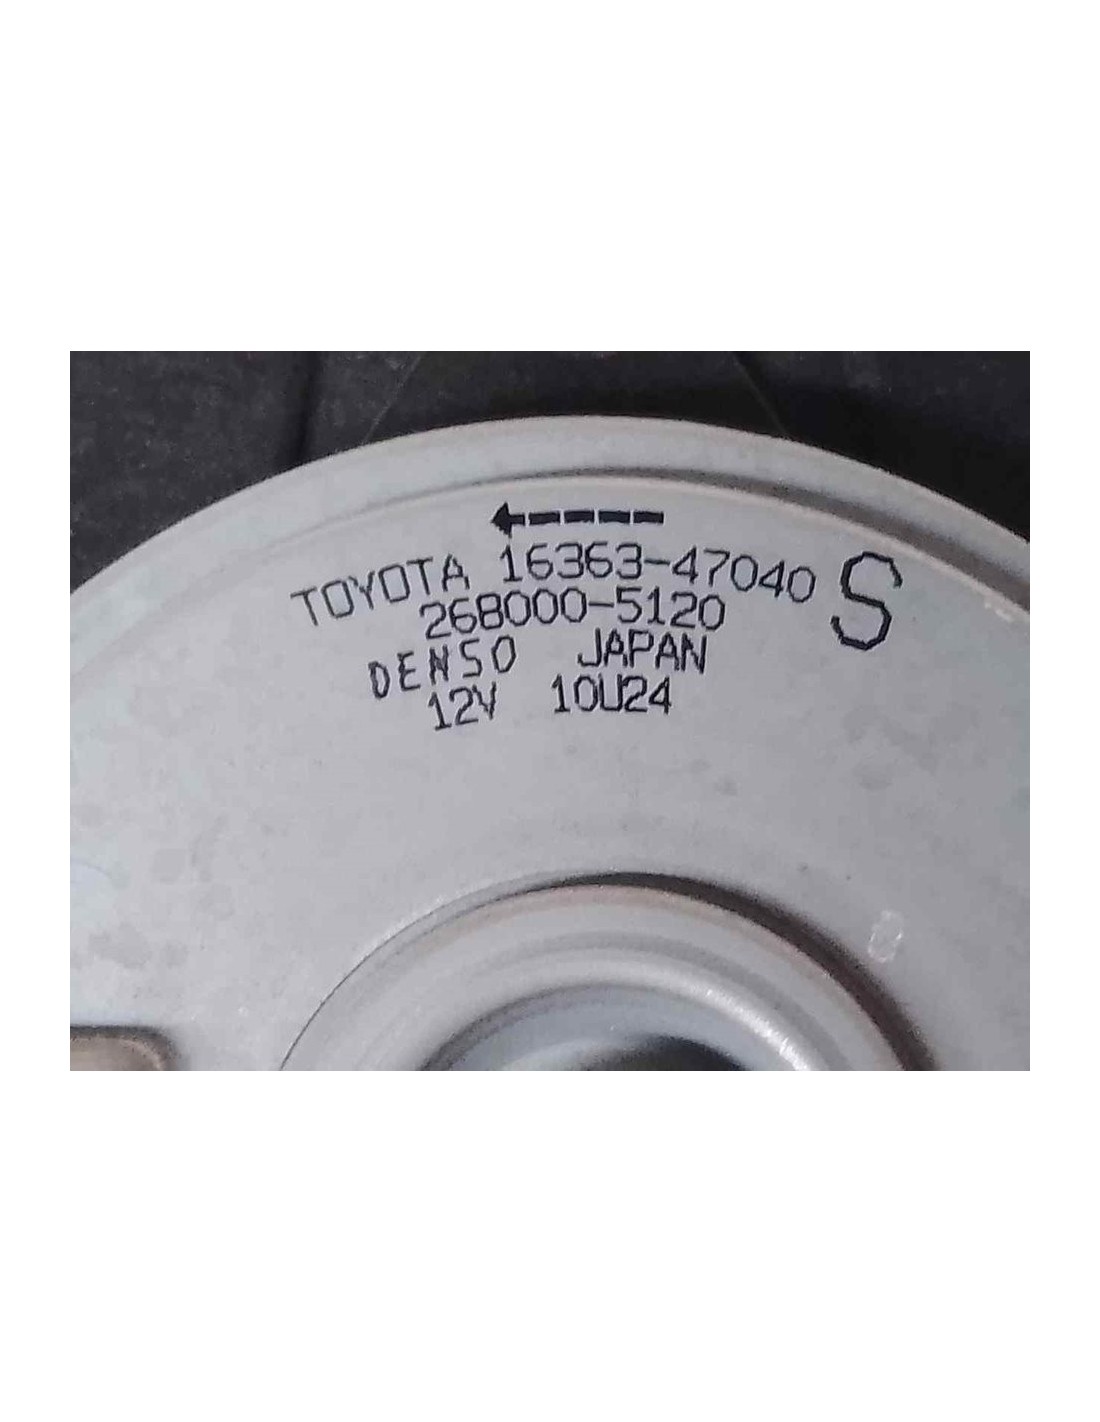 TOYOTA 16363-47040 S
268000-5120
DENSO JAPAN
12V 10U24